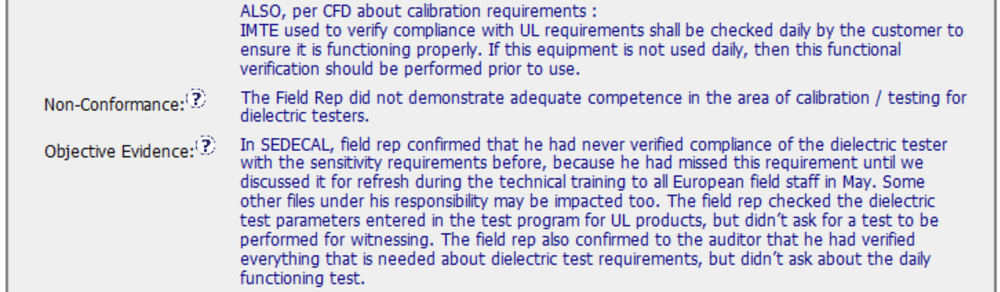 ALSO, per CFD about calibration requirements :
IMTE used to verify compliance with UL requirements shall be checked daily by the customer to
ensure it is functioning properly. If this equipment is not used daily, then this functional
verification should be performed prior to use.
Non-Conformance:(?) The Field Rep did not demonstrate adequate competence in the area of calibration / testing for
dielectric testers.
Objective Evidence:(?) In SEDECAL, field rep confirmed that he had never verified compliance of the dielectric tester
with the sensitivity requirements before, because he had missed this requirement until we
discussed it for refresh during the technical training to all European field staff in May. Some
other files under his responsibility may be impacted too. The field rep checked the dielectric
test parameters entered in the test program for UL products, but didn’t ask for a test to be
performed for witnessing. The field rep also confirmed to the auditor that he had verified
everything that is needed about dielectric test requirements, but didn’t ask about the daily
functioning test.